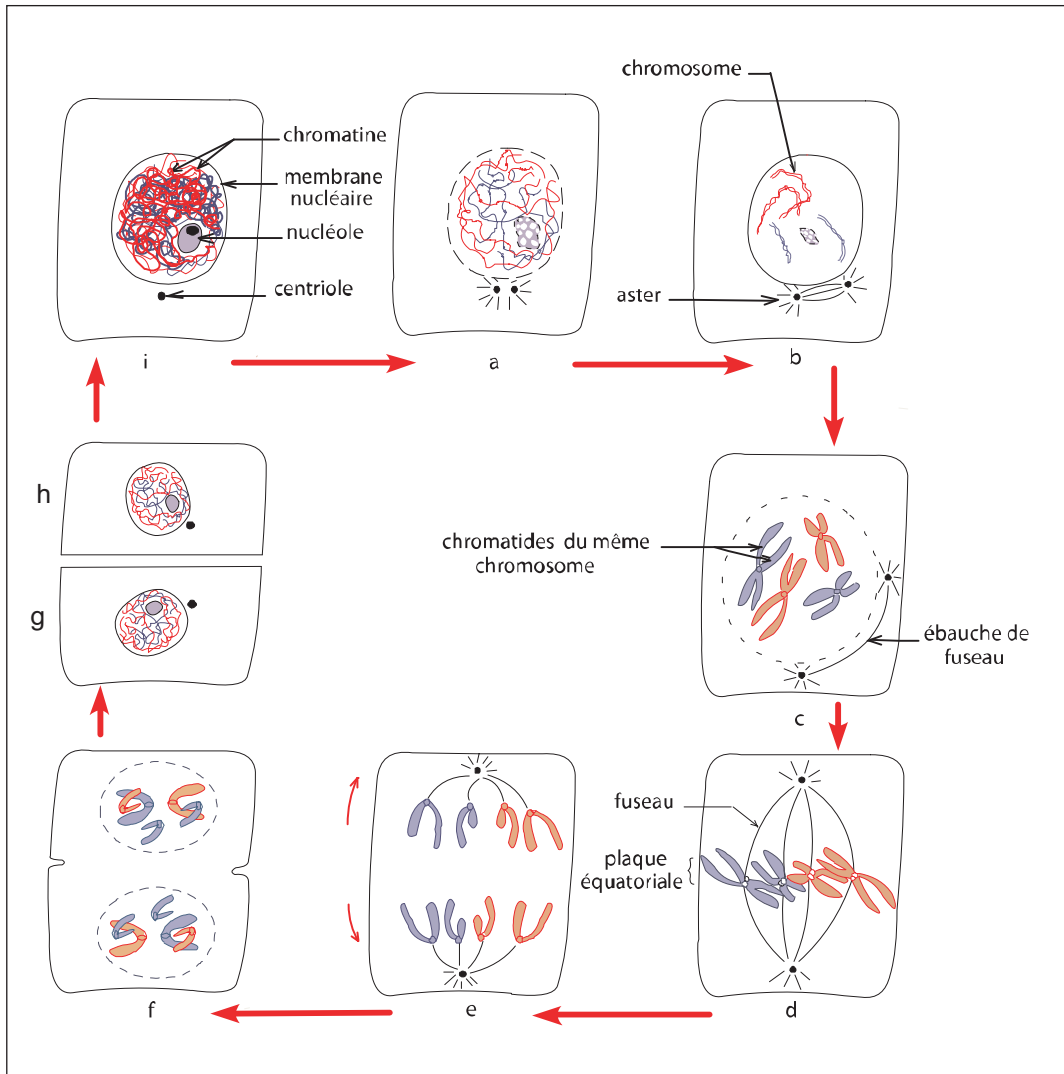 chromosome
chromatine
membrane
nucléaire
nucléole
centriole
aster
i
a
b
h
g
chromatides du même
chromosome
ébauche de
fuseau
c
fuseau
plaque
équatoriale
f
e
d